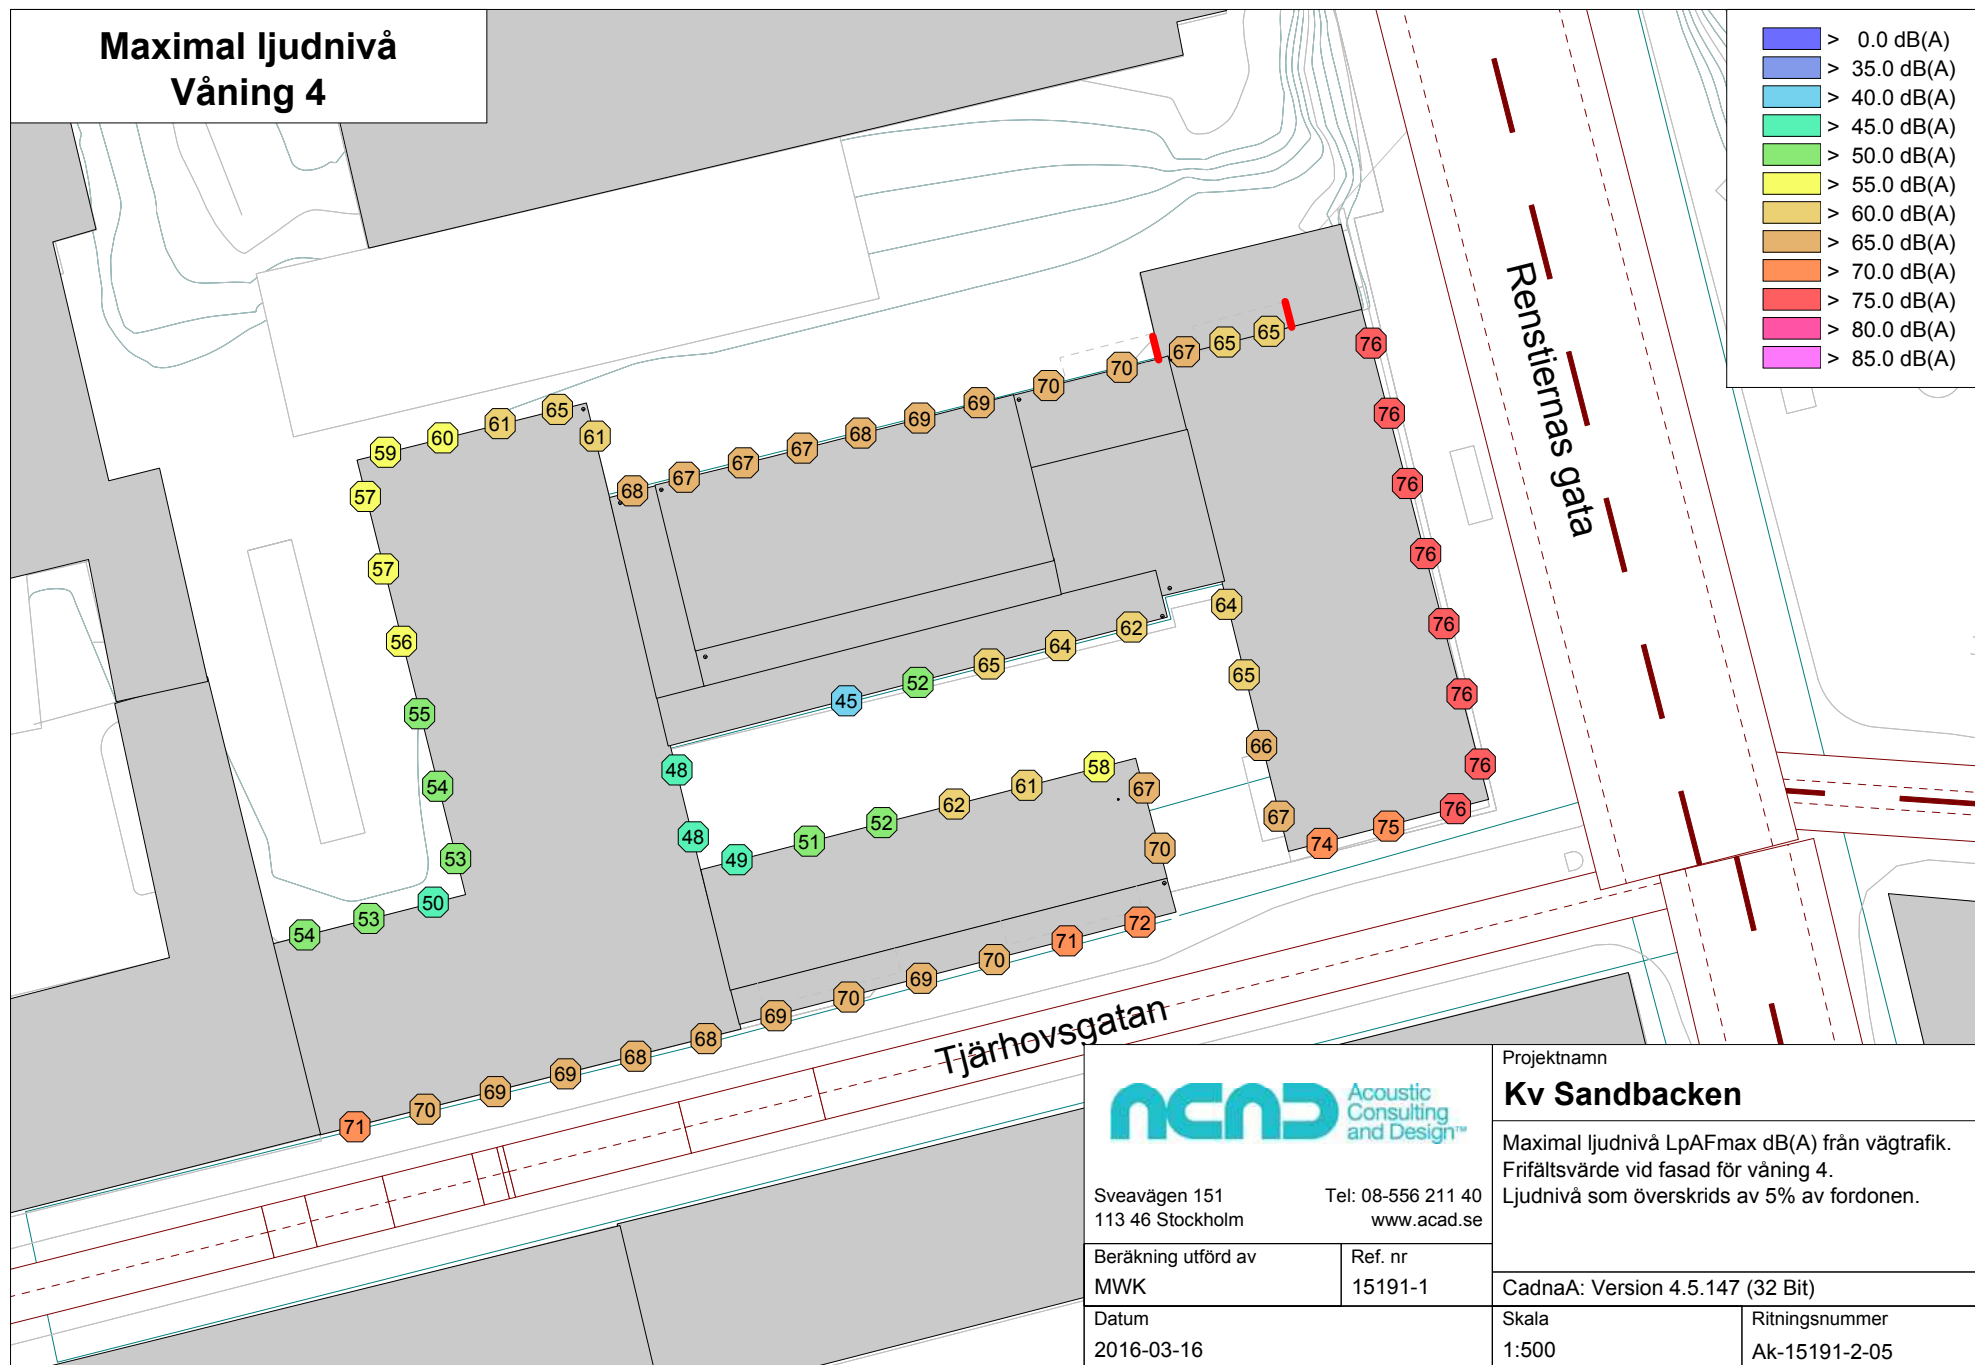 Maximal ljudnivå
Våning 4
> 0.0 dB(A)
> 35.0 dB(A)
> 40.0 dB(A)
> 45.0 dB(A)
> 50.0 dB(A)
> 55.0 dB(A)
> 60.0 dB(A)
> 65.0 dB(A)
> 70.0 dB(A)
> 75.0 dB(A)
> 80.0 dB(A)
> 85.0 dB(A)
Renstiernas gata
59 60 61 65 61
68 67 67 67 68 69 69 70 70 67 65 65
76
76
76
76
76
76
76
74 75 76
57
57
56
55
54
53
54 53 50
45 52 65 64 62
64
65
66
67
48
48
49 51 52 62 61 58
67
70
71 70 69 69 68 68 69 70 69 70 71 72
Tjärhovsgatan
ACAD
Acoustic
Consulting
and Design™
Sveavägen 151 Tel: 08-556 211 40
113 46 Stockholm www.acad.se
Beräkning utförd av
MWK
Ref. nr
15191-1
Datum
2016-03-16
Projektnamn
Kv Sandbacken
Maximal ljudnivå LpAFmax dB(A) från vägtrafik.
Frifältsvärde vid fasad för våning 4.
Ljudnivå som överskrids av 5% av fordonen.
CadnaA: Version 4.5.147 (32 Bit)
Skala
1:500
Ritningsnummer
Ak-15191-2-05